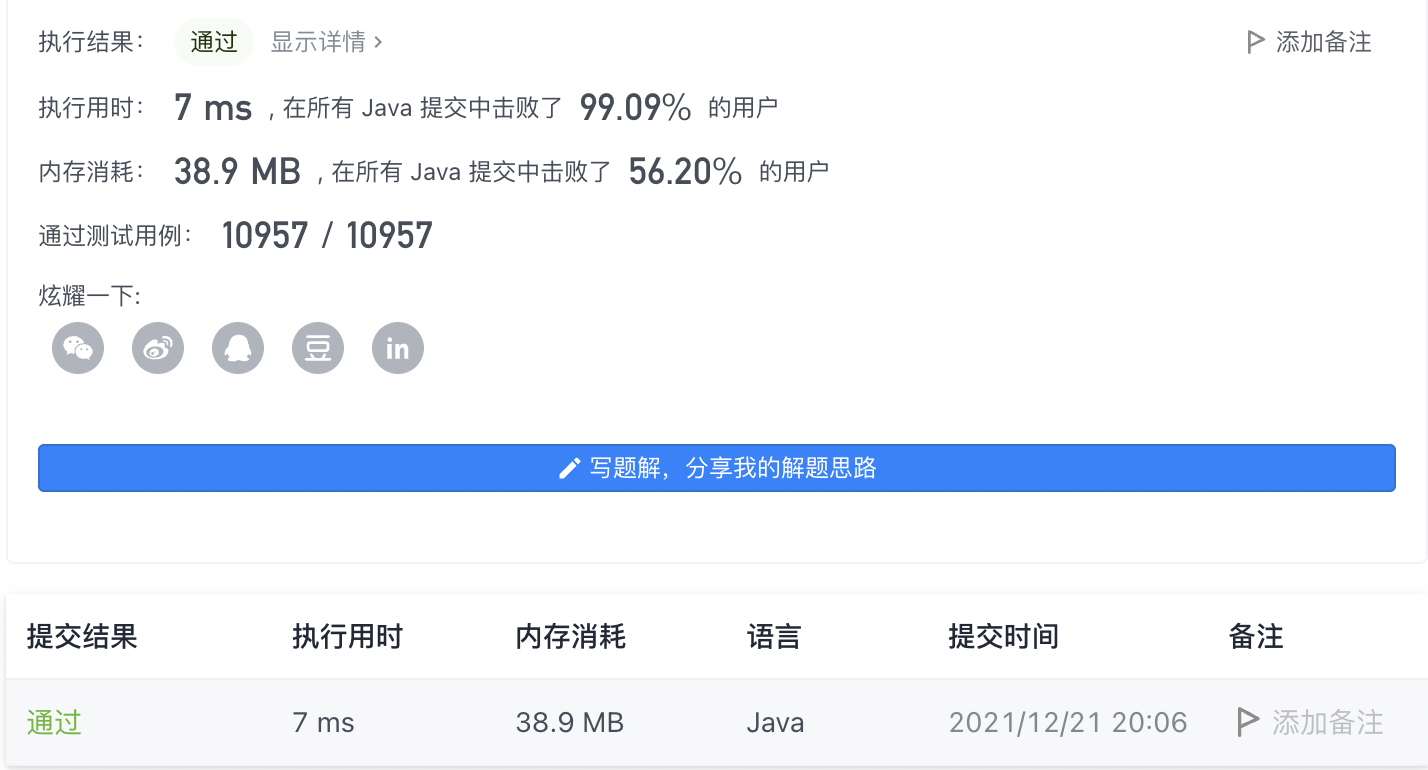 执行结果： 通过 显示详情 > 添加备注
执行用时： 7 ms , 在所有 Java 提交中击败了 99.09% 的用户
内存消耗： 38.9 MB , 在所有 Java 提交中击败了 56.20% 的用户
通过测试用例： 10957 / 10957
炫耀一下:
豆 in
写题解，分享我的解题思路
提交结果 执行用时 内存消耗 语言 提交时间 备注
通过 7 ms 38.9 MB Java 2021/12/21 20:06 添加备注